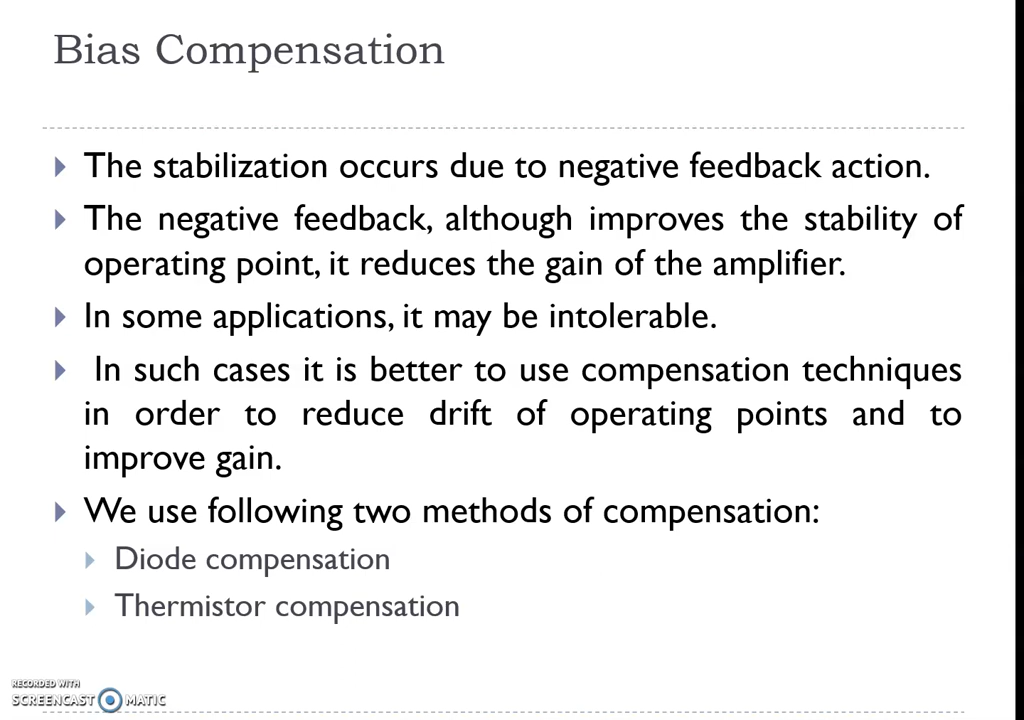 Bias Compensation
The stabilization occurs due to negative feedback action.
The negative feedback, although improves the stability of
operating point, it reduces the gain of the amplifier.
In some applications, it may be intolerable.
In such cases it is better to use compensation techniques
in order to reduce drift of operating points and to
improve gain.
We use following two methods of compensation:
Diode compensation
Thermistor compensation
RECORDED WITH
SCREENCAST MATIC